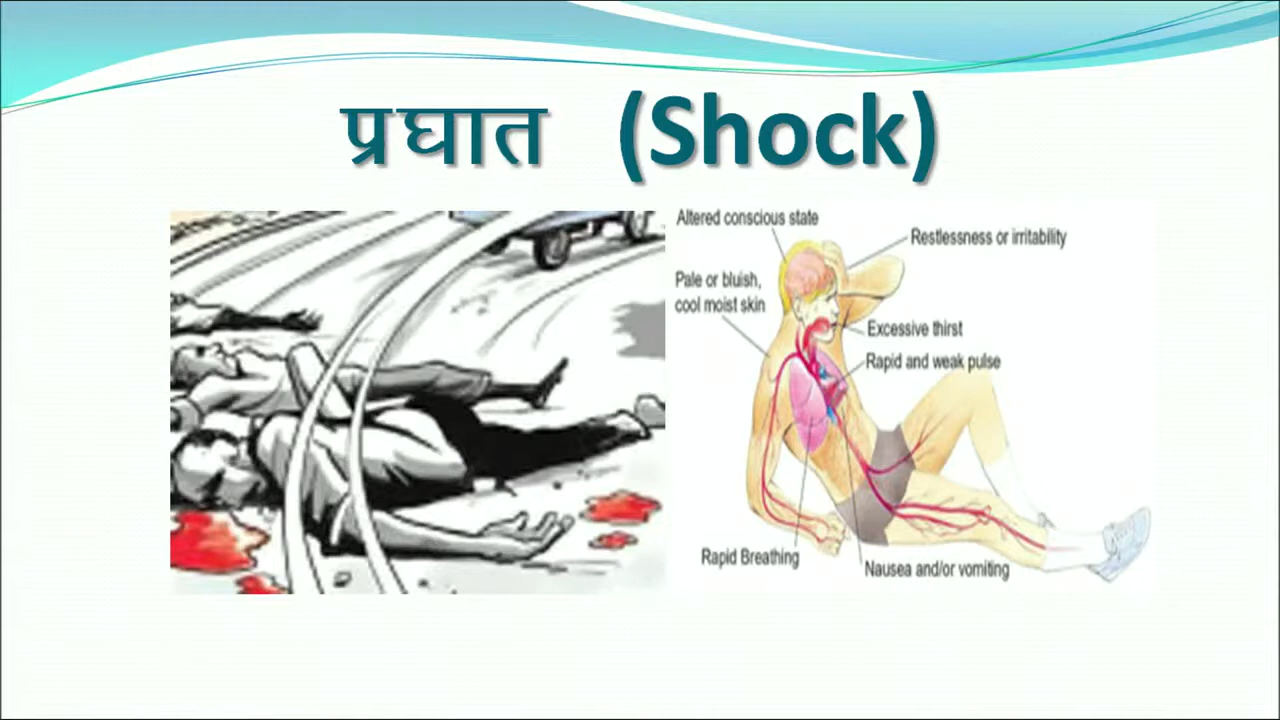 प्रघात (Shock)
Altered conscious state
Restlessness or irritability
Pale or bluish,
cool moist skin
Excessive thirst
Rapid and weak pulse
Rapid Breathing
Nausea and/or vomiting